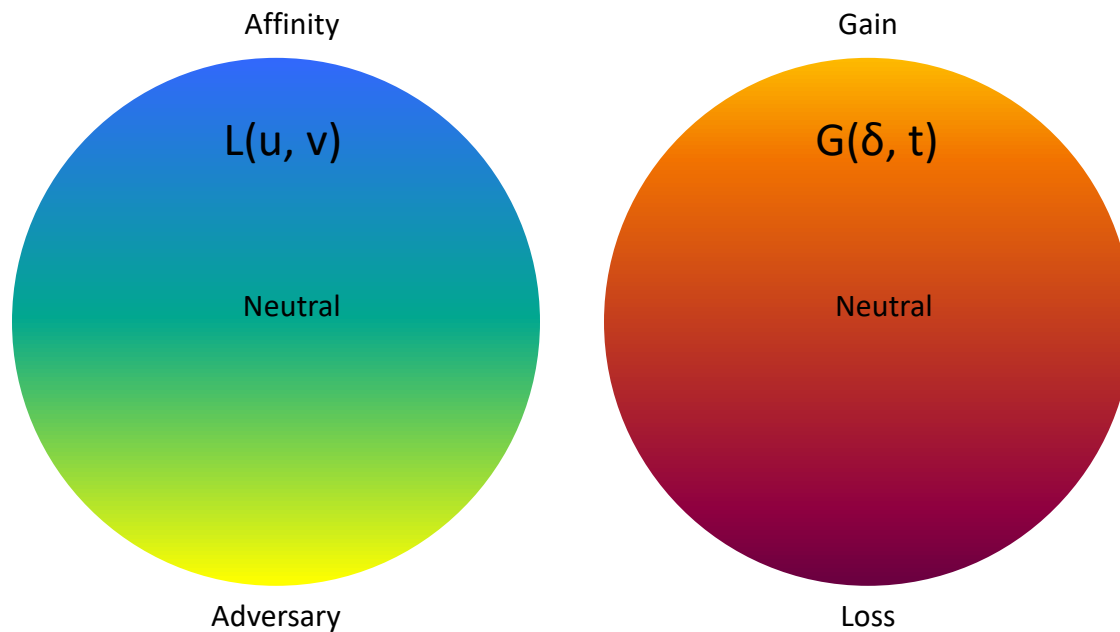 Affinity
Gain
L(u, v)
G(δ, t)
Neutral
Neutral
Adversary
Loss